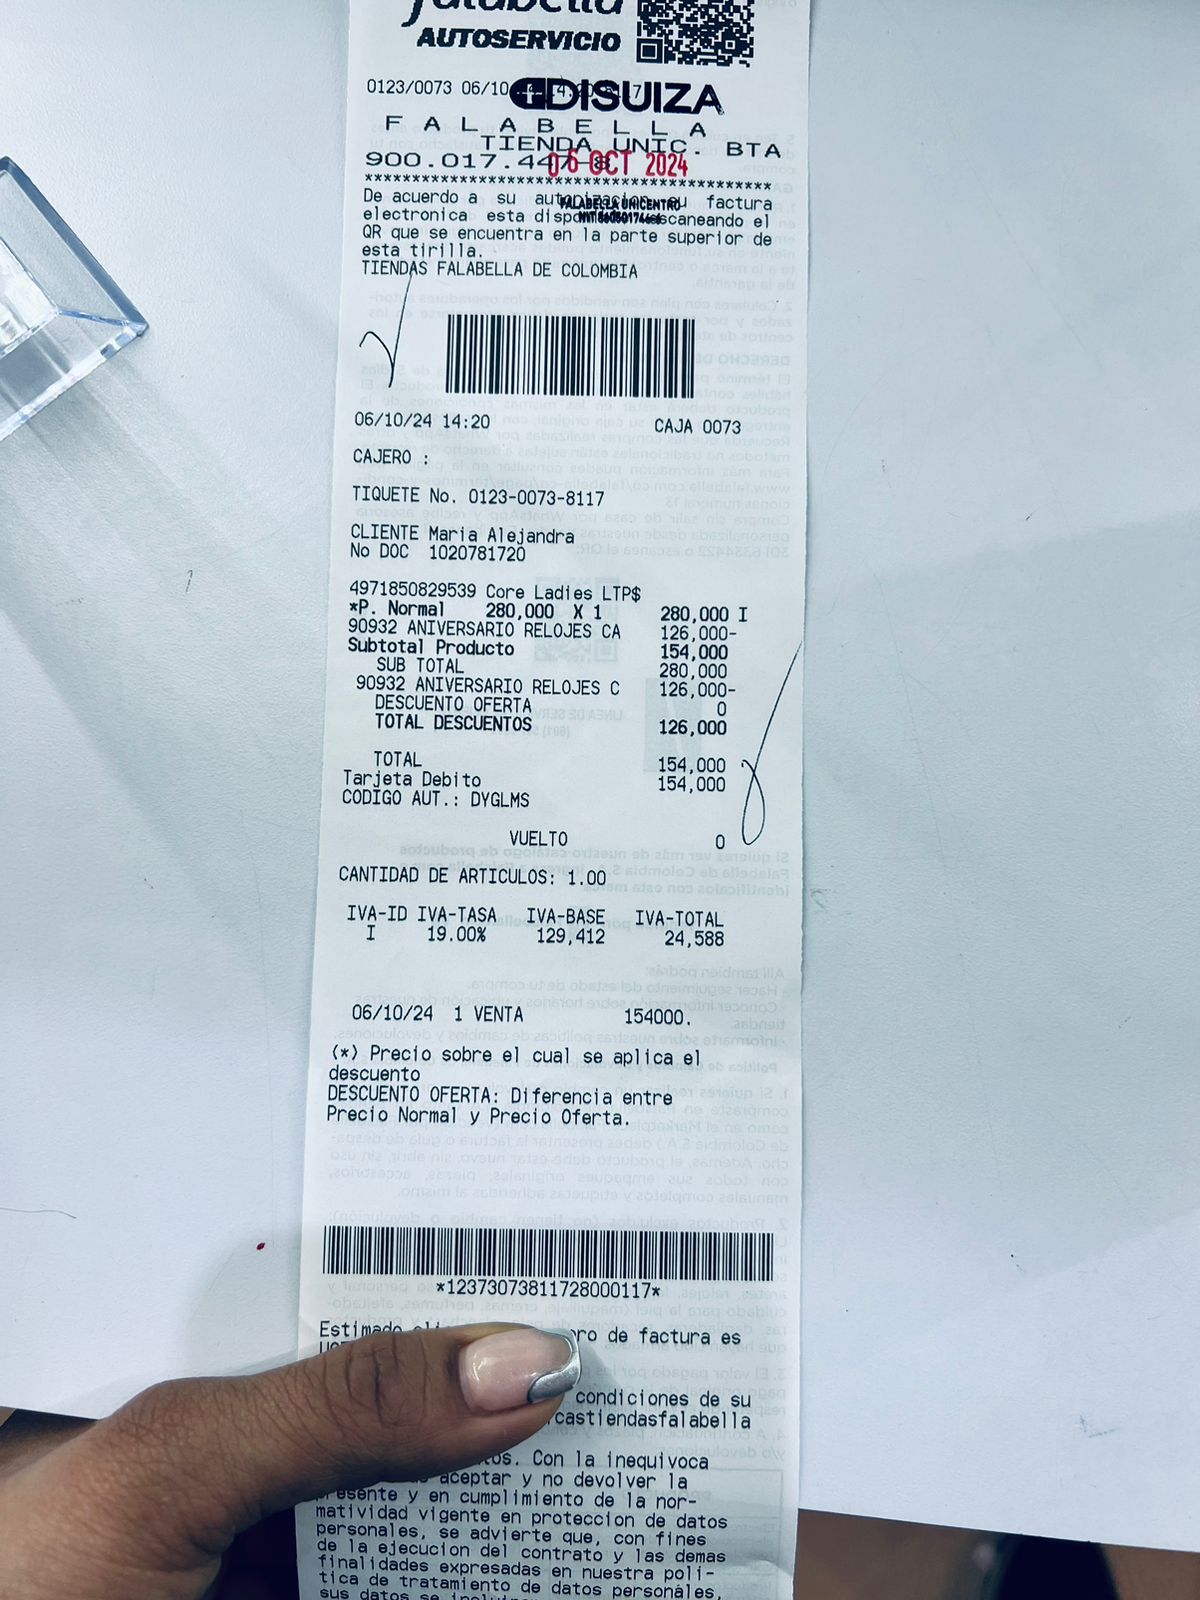 falabella
AUTOSERVICIO
0123/0073 06/10
DISUIZA
F A L A B E L L A
TIENDA UNIC. BTA
900.017.447-8
06 OCT 2024
****************************************************
De acuerdo a su autorizacion su factura
FALABELLA UNICENTRO
electronica esta disponible escaneando el
QR que se encuentra en la parte superior de
esta tirilla.
TIENDAS FALABELLA DE COLOMBIA
06/10/24 14:20 CAJA 0073
CAJERO :
TIQUETE No. 0123-0073-8117
CLIENTE Maria Alejandra
No DOC 1020781720
4971850829539 Core Ladies LTP$
*P. Normal 280,000 X 1 280,000 I
90932 ANIVERSARIO RELOJES CA 126,000-
Subtotal Producto 154,000
SUB TOTAL 280,000
90932 ANIVERSARIO RELOJES C 126,000-
DESCUENTO OFERTA 0
TOTAL DESCUENTOS 126,000
TOTAL 154,000
Tarjeta Debito 154,000
CODIGO AUT.: DYGLMS
VUELTO 0
CANTIDAD DE ARTICULOS: 1.00
IVA-ID IVA-TASA IVA-BASE IVA-TOTAL
I 19.00% 129,412 24,588
06/10/24 1 VENTA 154000.
(*) Precio sobre el cual se aplica el
descuento
DESCUENTO OFERTA: Diferencia entre
Precio Normal y Precio Oferta.
*12373073811728000117*
Estimado de factura es
condiciones de su
castiendasfalabella
Con la inequivoca
aceptar y no devolver la
presente y en cumplimiento de la nor-
matividad vigente en proteccion de datos
personales, se advierte que, con fines
de la ejecucion del contrato y las demas
finalidades expresadas en nuestra poli-
tica de tratamiento de datos personales,
sus datos se